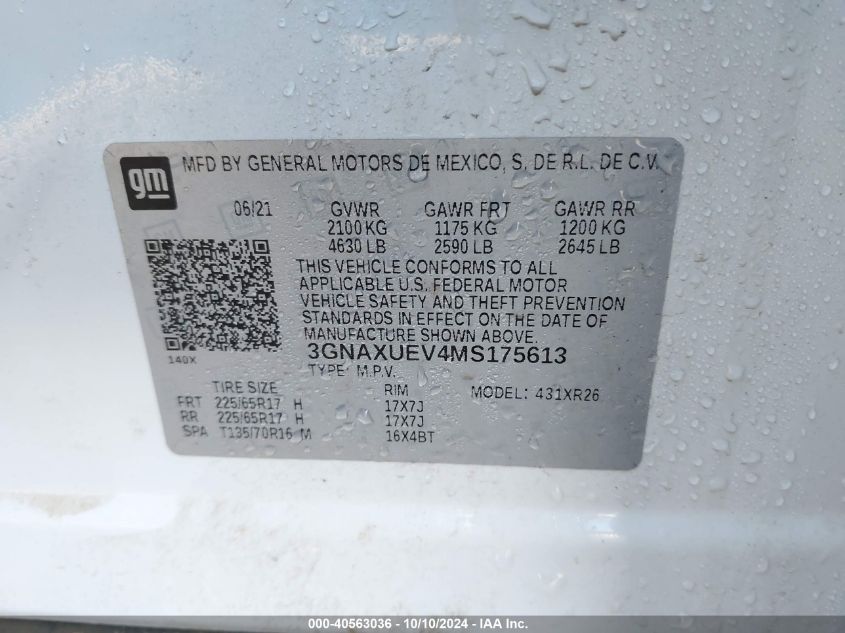 gm
MFD BY GENERAL MOTORS DE MEXICO, S. DE R.L. DE C.V.
06/21 GVWR GAWR FRT GAWR RR
2100 KG 1175 KG 1200 KG
4630 LB 2590 LB 2645 LB
THIS VEHICLE CONFORMS TO ALL
APPLICABLE U.S. FEDERAL MOTOR
VEHICLE SAFETY AND THEFT PREVENTION
STANDARDS IN EFFECT ON THE DATE OF
MANUFACTURE SHOWN ABOVE.
140X
3GNAXUEV4MS175613
TYPE: M.P.V.
TIRE SIZE RIM MODEL: 431XR26
FRT 225/65R17 H 17X7J
RR 225/65R17 H 17X7J
SPA T135/70R16 M 16X4BT
000-40563036 - 10/10/2024 - IAA Inc.